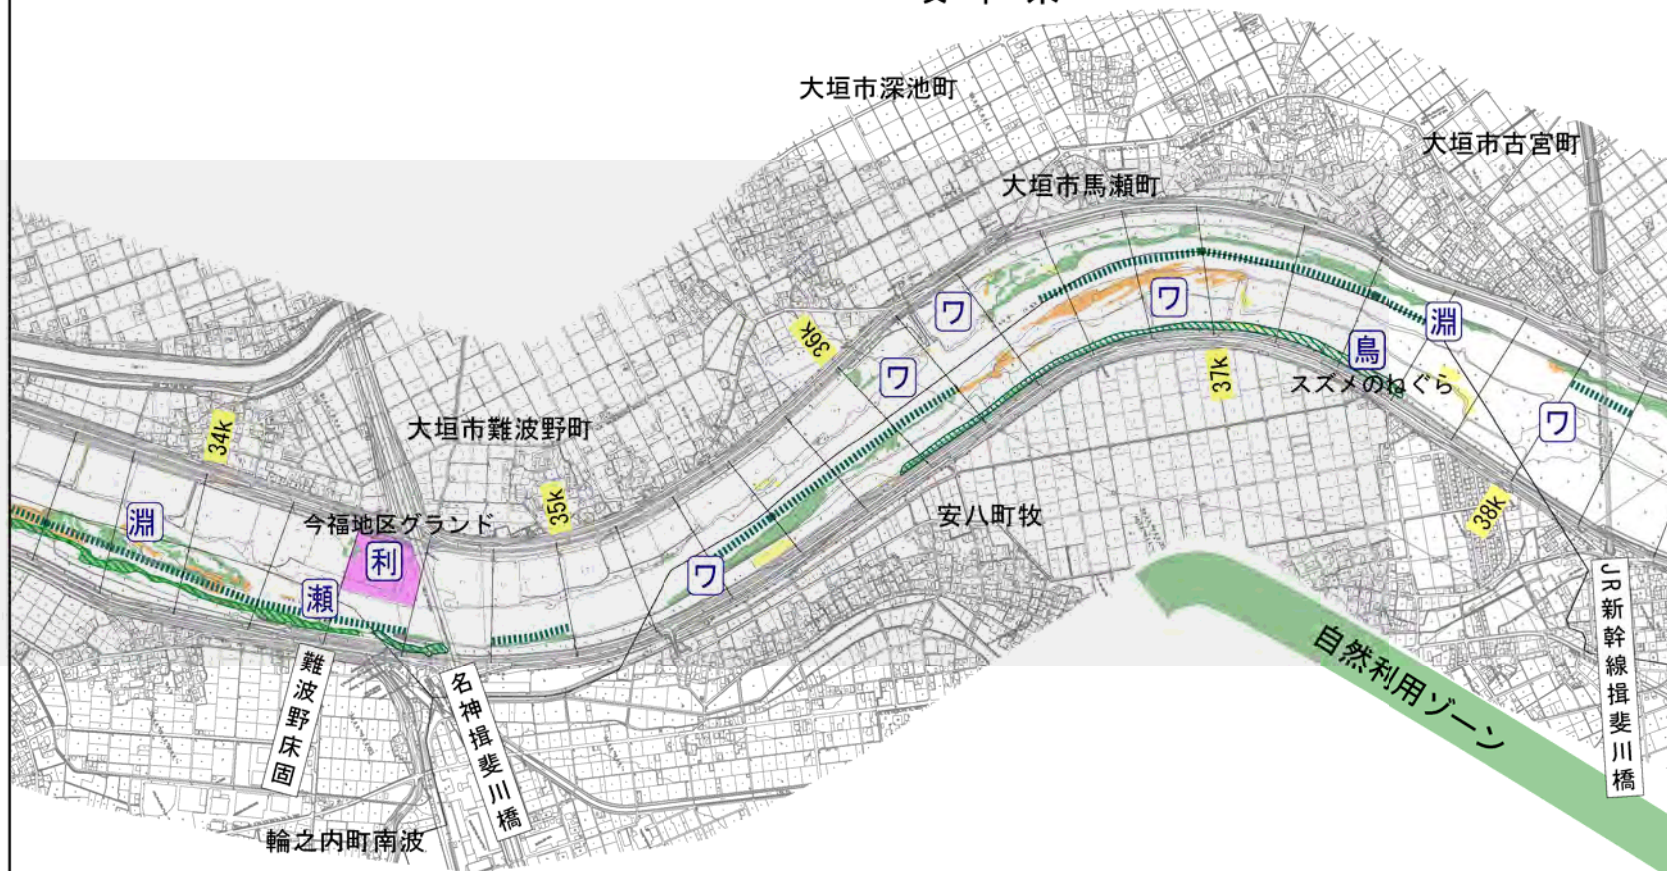 大垣市深池町
大垣市古宮町
大垣市馬瀬町
淵
ワ
ワ
36k
ワ
鳥
37k
スズメのねぐら
ワ
34k
大垣市難波野町
35k
38k
安八町牧
淵
今福地区グランド
利
瀬
ワ
JR新幹線揖斐川橋
自然利用ゾーン
難波野床固
名神揖斐川橋
輪之内町南波